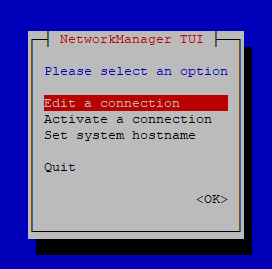 NetworkManager TUI
Please select an option
Edit a connection
Activate a connection
Set system hostname
Quit
<OK>